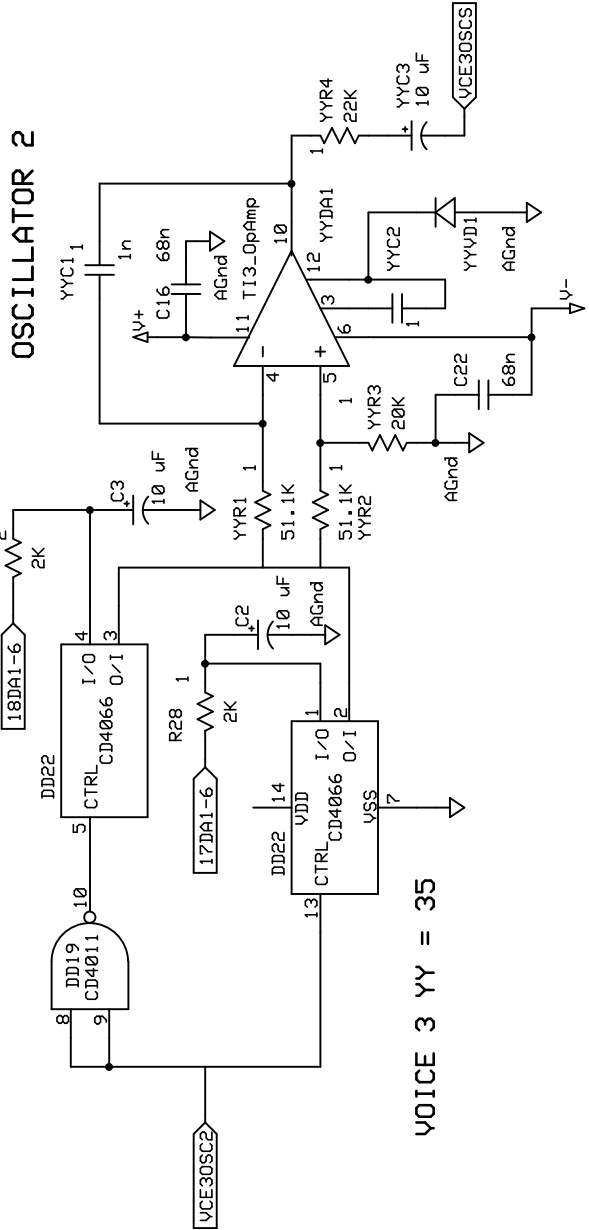 OSCILLATOR 2
VCE3OSC2
8
9
DD19
CD4011
10
5
DD22
CTRL
CD4066
I/O
O/I
4
3
18DA1-6
2K
C3
10 uF
AGnd
13
DD22
CTRL
CD4066
14
VDD
VSS
7
I/O
O/I
1
2
17DA1-6
R28
1
2K
C2
10 uF
AGnd
YYR1
1
51.1K
1
51.1K
YYR2
YYC1
1
1n
V+
C16
68n
AGnd
11
TI3_OpAmp
4
-
5
+
10
YYDA1
12
3
6
1
YYR3
20K
AGnd
C22
68n
V-
YYC2
1
YYVD1
AGnd
1
YYR4
22K
YYC3
10 uF
VCE3OSCS
VOICE 3 YY = 35